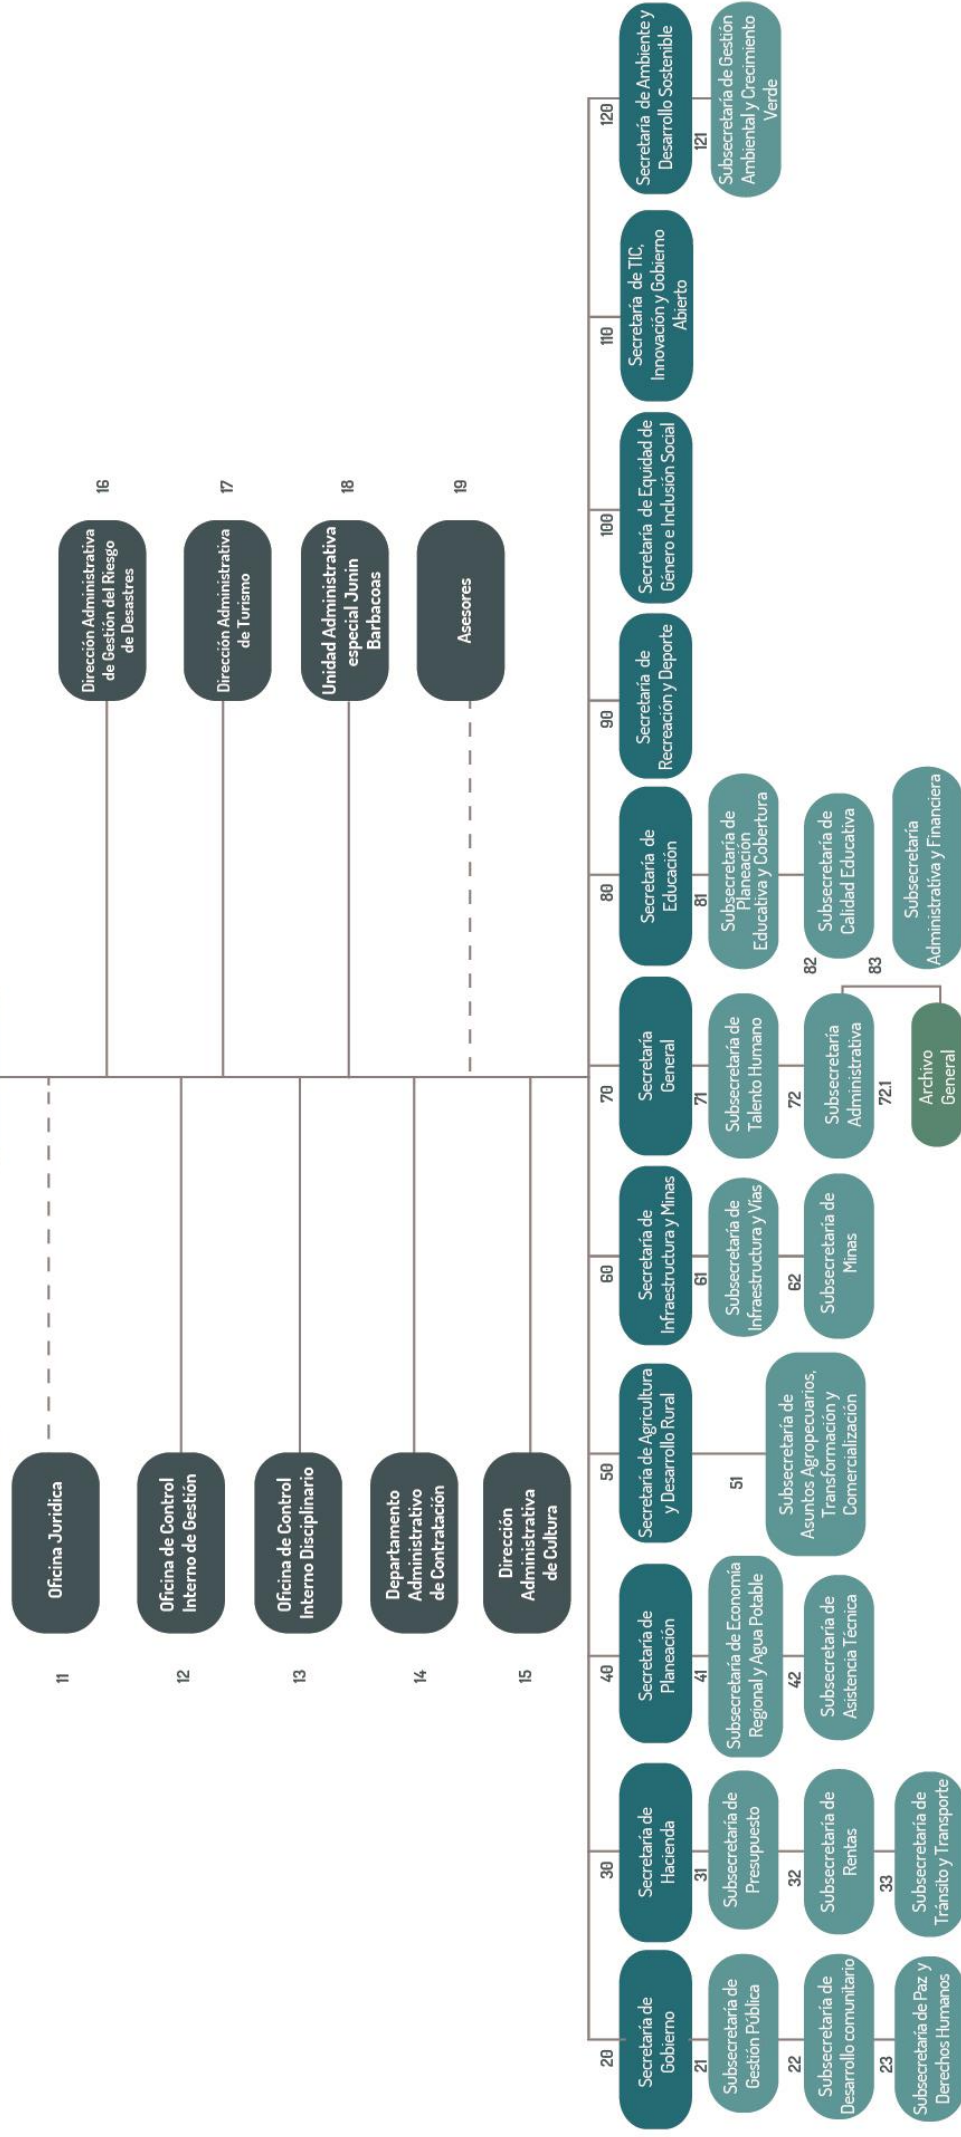 11
Oficina Juridica
12
Oficina de Control
Interno de Gestión
13
Oficina de Control
Interno Disciplinario
14
Departamento
Administrativo
de Contratación
15
Dirección
Administrativa
de Cultura
Dirección Administrativa
de Gestión del Riesgo
de Desastres
16
Dirección Administrativa
de Turismo
17
Unidad Administrativa
especial Junin
Barbacoas
18
Asesores
19
20
Secretaría de
Gobierno
21
Subsecretaría de
Gestión Pública
22
Subsecretaría de
Desarrollo comunitario
23
Subsecretaría de Paz y
Derechos Humanos
30
Secretaría de
Hacienda
31
Subsecretaría de
Presupuesto
32
Subsecretaría de
Rentas
33
Subsecretaría de
Tránsito y Transporte
40
Secretaría de
Planeación
41
Subsecretaría de Economía
Regional y Agua Potable
42
Subsecretaría de
Asistencia Técnica
50
Secretaría de Agricultura
y Desarrollo Rural
51
Subsecretaría de
Asuntos Agropecuarios,
Transformación y
Comercialización
60
Secretaría de
Infraestructura y Minas
61
Subsecretaría de
Infraestructura y Vías
62
Subsecretaría de
Minas
70
Secretaría
General
71
Subsecretaría de
Talento Humano
72
Subsecretaría
Administrativa
72.1
Archivo
General
80
Secretaría de
Educación
81
Subsecretaría de
Planeación
Educativa y Cobertura
82
Subsecretaría de
Calidad Educativa
83
Subsecretaría
Administrativa y Financiera
90
Secretaría de
Recreación y Deporte
100
Secretaría de Equidad de
Género e Inclusión Social
110
Secretaría de TIC,
Innovación y Gobierno
Abierto
120
Secretaría de Ambiente y
Desarrollo Sostenible
121
Subsecretaría de Gestión
Ambiental y Crecimiento
Verde